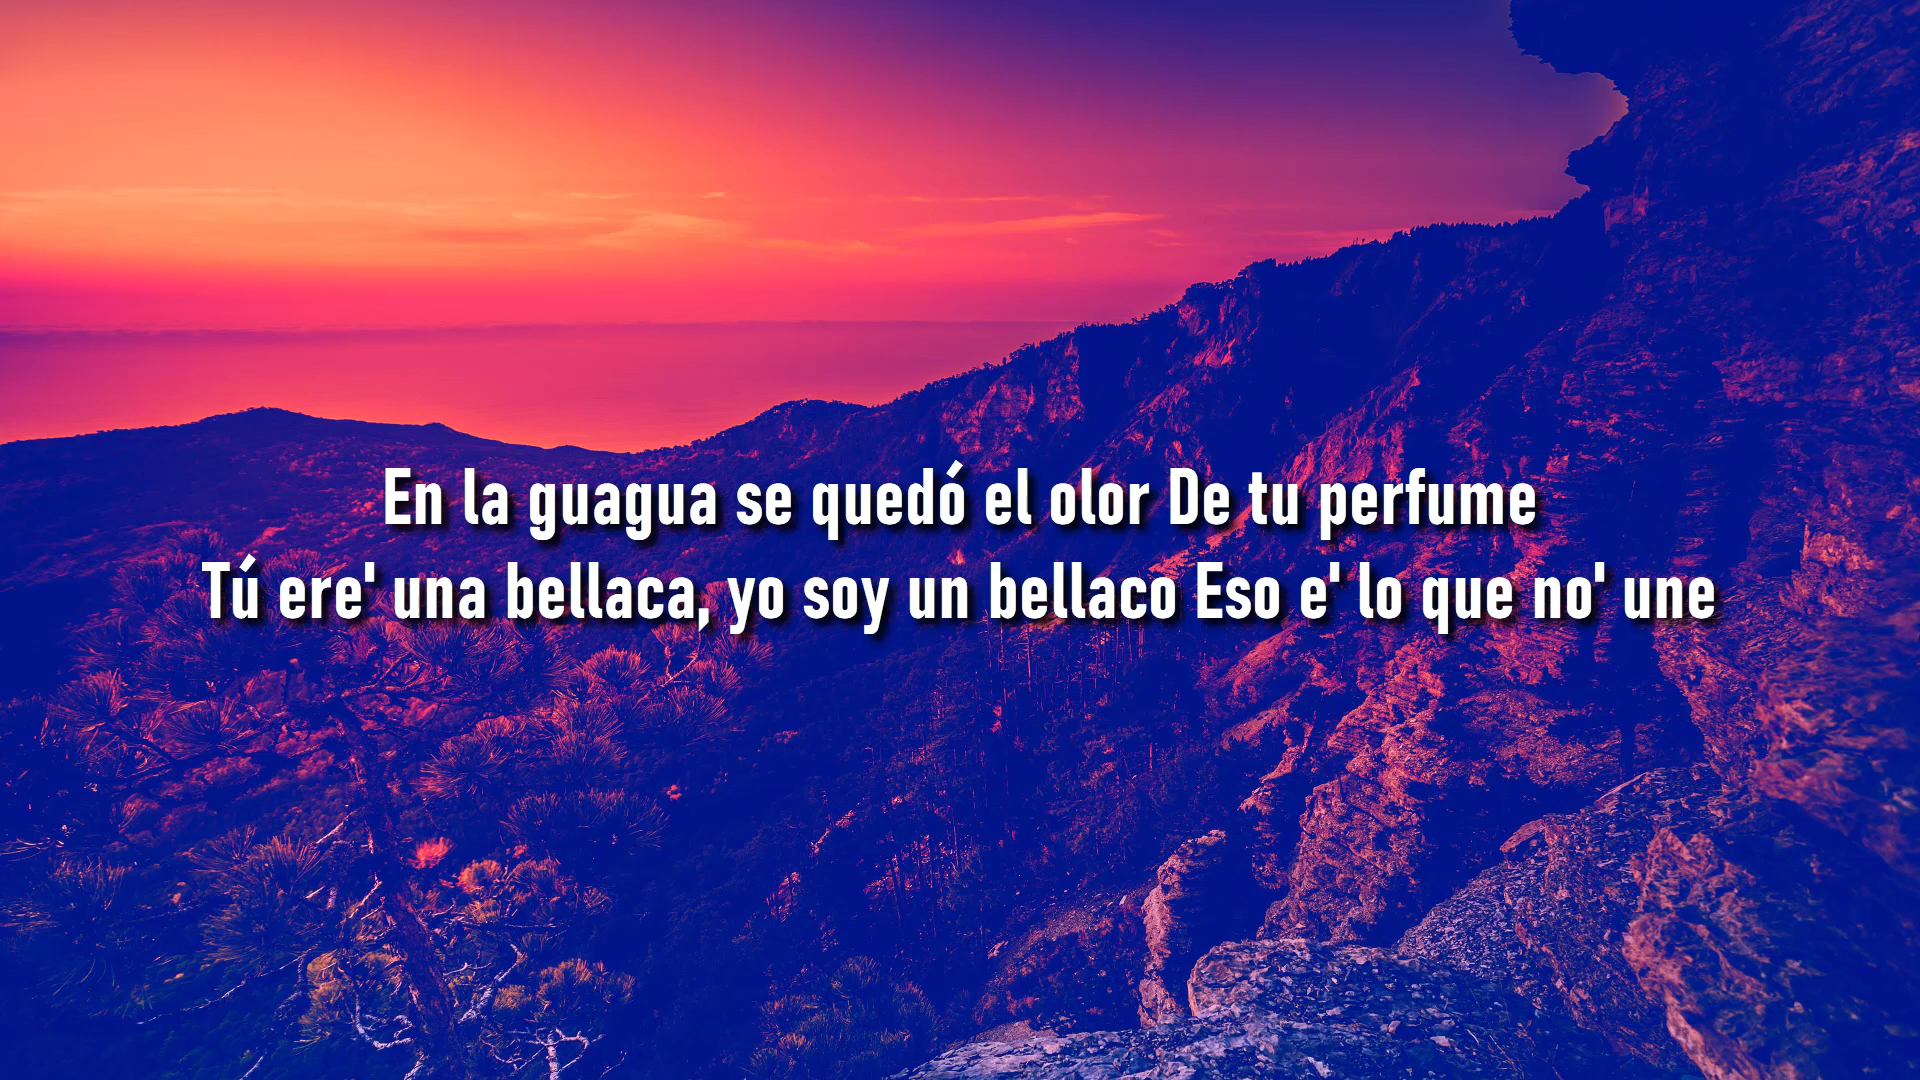 En la guagua se quedó el olor De tu perfume
Tú ere' una bellaca, yo soy un bellaco Eso e' lo que no' une